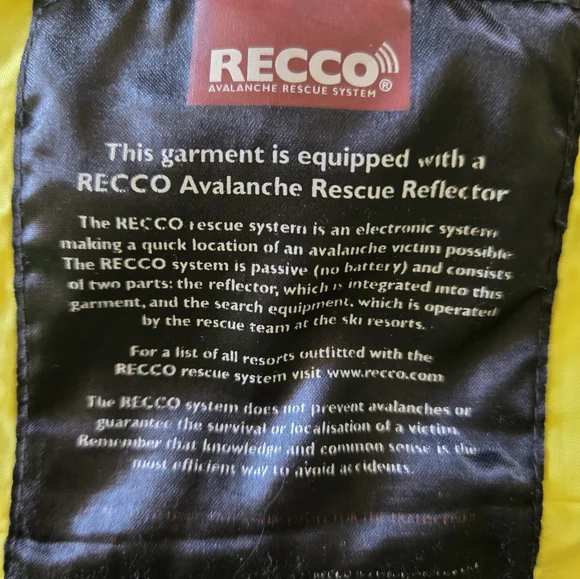 RECCO®
AVALANCHE RESCUE SYSTEM
This garment is equipped with a
RECCO Avalanche Rescue Reflector
The RECCO rescue system is an electronic system
making a quick location of an avalanche victim possible
The RECCO system is passive (no battery) and consists
of two parts: the reflector, which is integrated into this
garment, and the search equipment, which is operated
by the rescue team at the ski resorts.
For a list of all resorts outfitted with the
RECCO rescue system visit www.recco.com
The RECCO system does not prevent avalanches or
guarantee the survival or localisation of a victim.
Remember that knowledge and common sense is the
most efficient way to avoid accidents.
RECCO